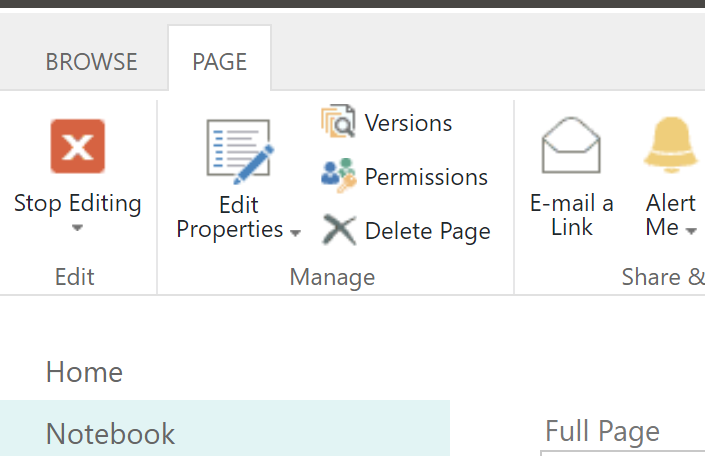 BROWSE PAGE
Stop Editing
Edit
Edit
Properties
Versions
Permissions
Delete Page
Manage
E-mail a
Link
Alert
Me
Share &
Home
Notebook
Full Page